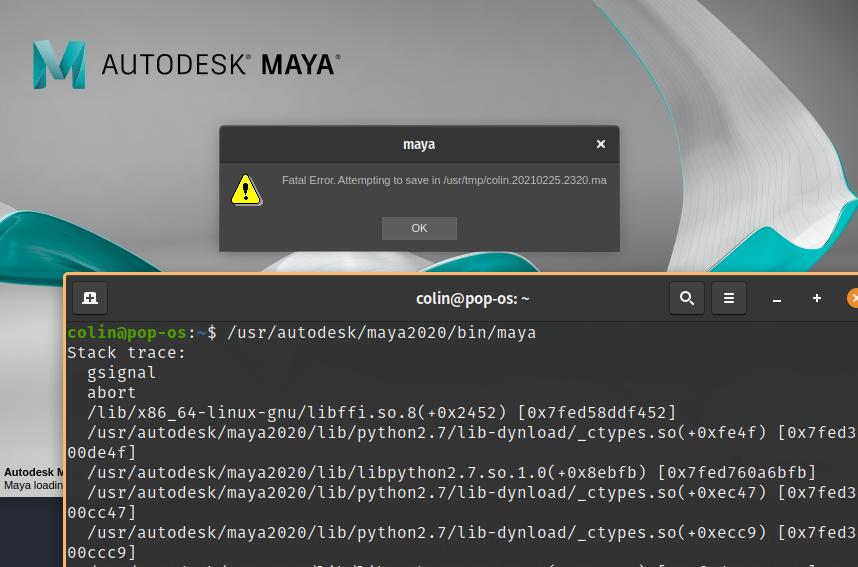 AUTODESK® MAYA®
maya
Fatal Error. Attempting to save in /usr/tmp/colin.20210225.2320.ma
OK
colin@pop-os: ~
colin@pop-os:~$ /usr/autodesk/maya2020/bin/maya
Stack trace:
gsignal
abort
/lib/x86_64-linux-gnu/libffi.so.8(+0x2452) [0x7fed58ddf452]
/usr/autodesk/maya2020/lib/python2.7/lib-dynload/_ctypes.so(+0xfe4f) [0x7fed3
00de4f]
/usr/autodesk/maya2020/lib/libpython2.7.so.1.0(+0x8ebfb) [0x7fed760a6bfb]
/usr/autodesk/maya2020/lib/python2.7/lib-dynload/_ctypes.so(+0xec47) [0x7fed3
00cc47]
/usr/autodesk/maya2020/lib/python2.7/lib-dynload/_ctypes.so(+0xecc9) [0x7fed3
00ccc9]
Autodesk M
Maya loadin